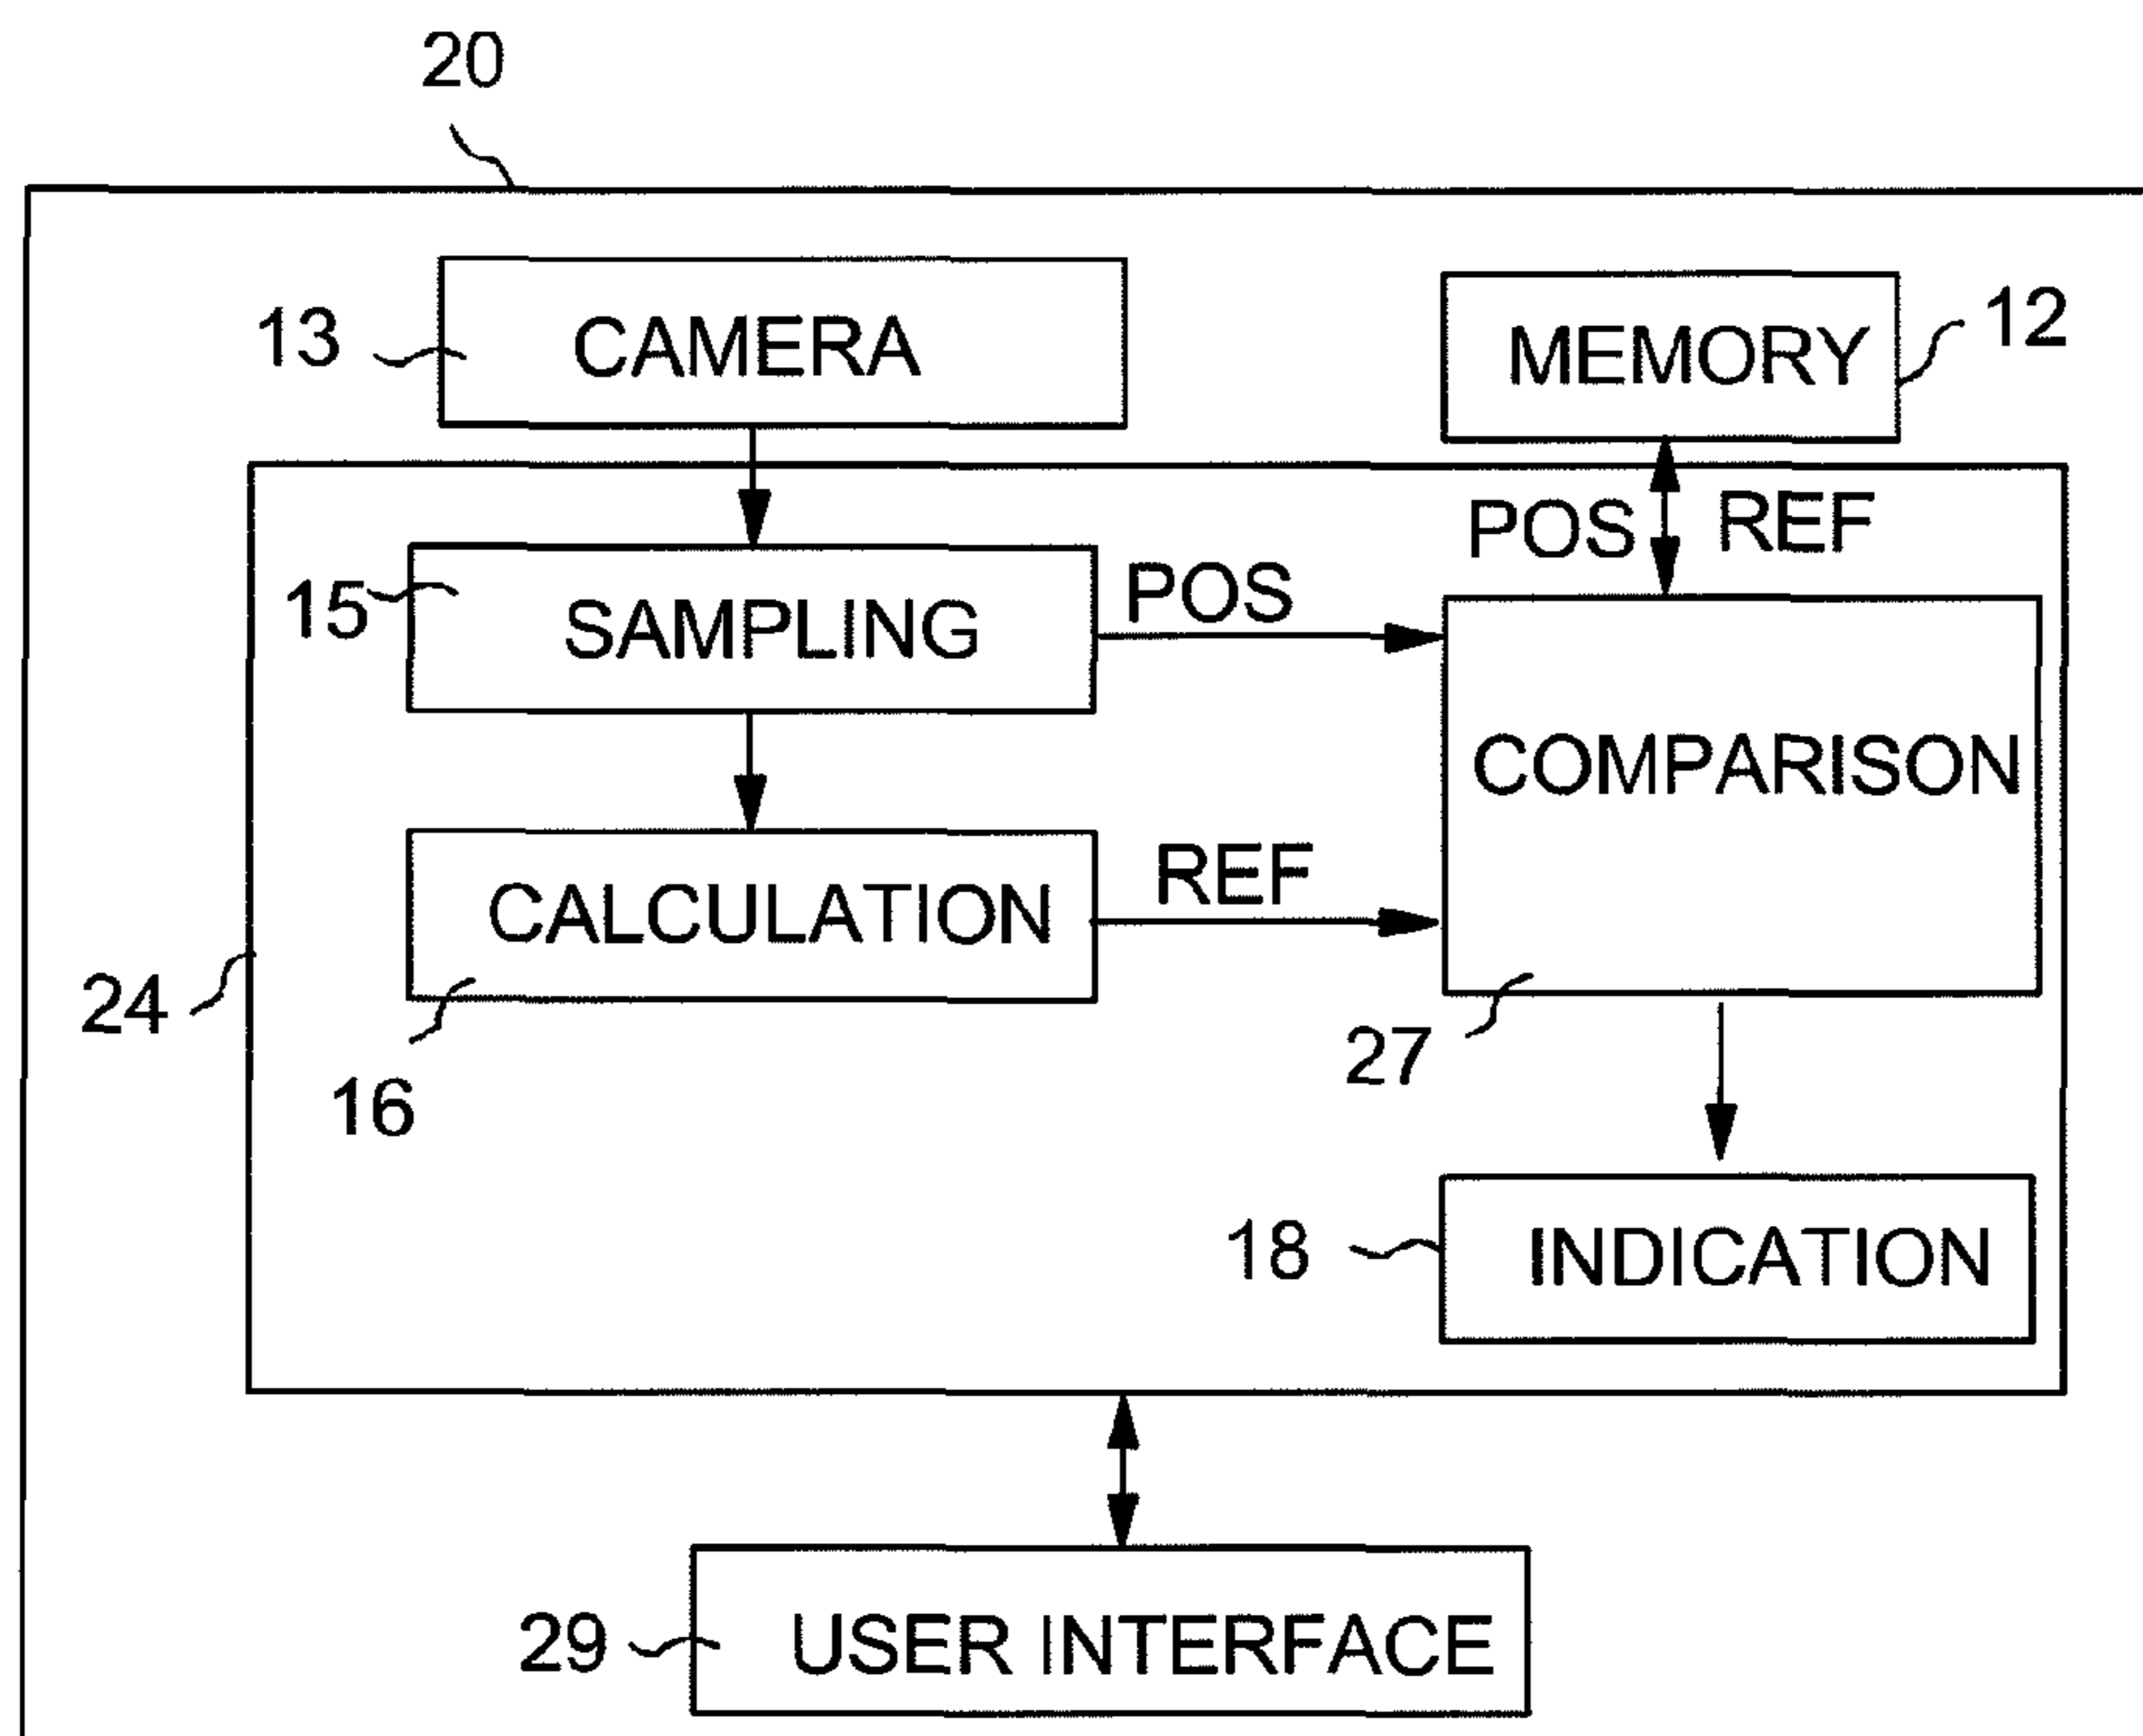 20
13
CAMERA
MEMORY
12
POS
REF
15
SAMPLING
POS
COMPARISON
CALCULATION
REF
24
16
27
18
INDICATION
29
USER INTERFACE